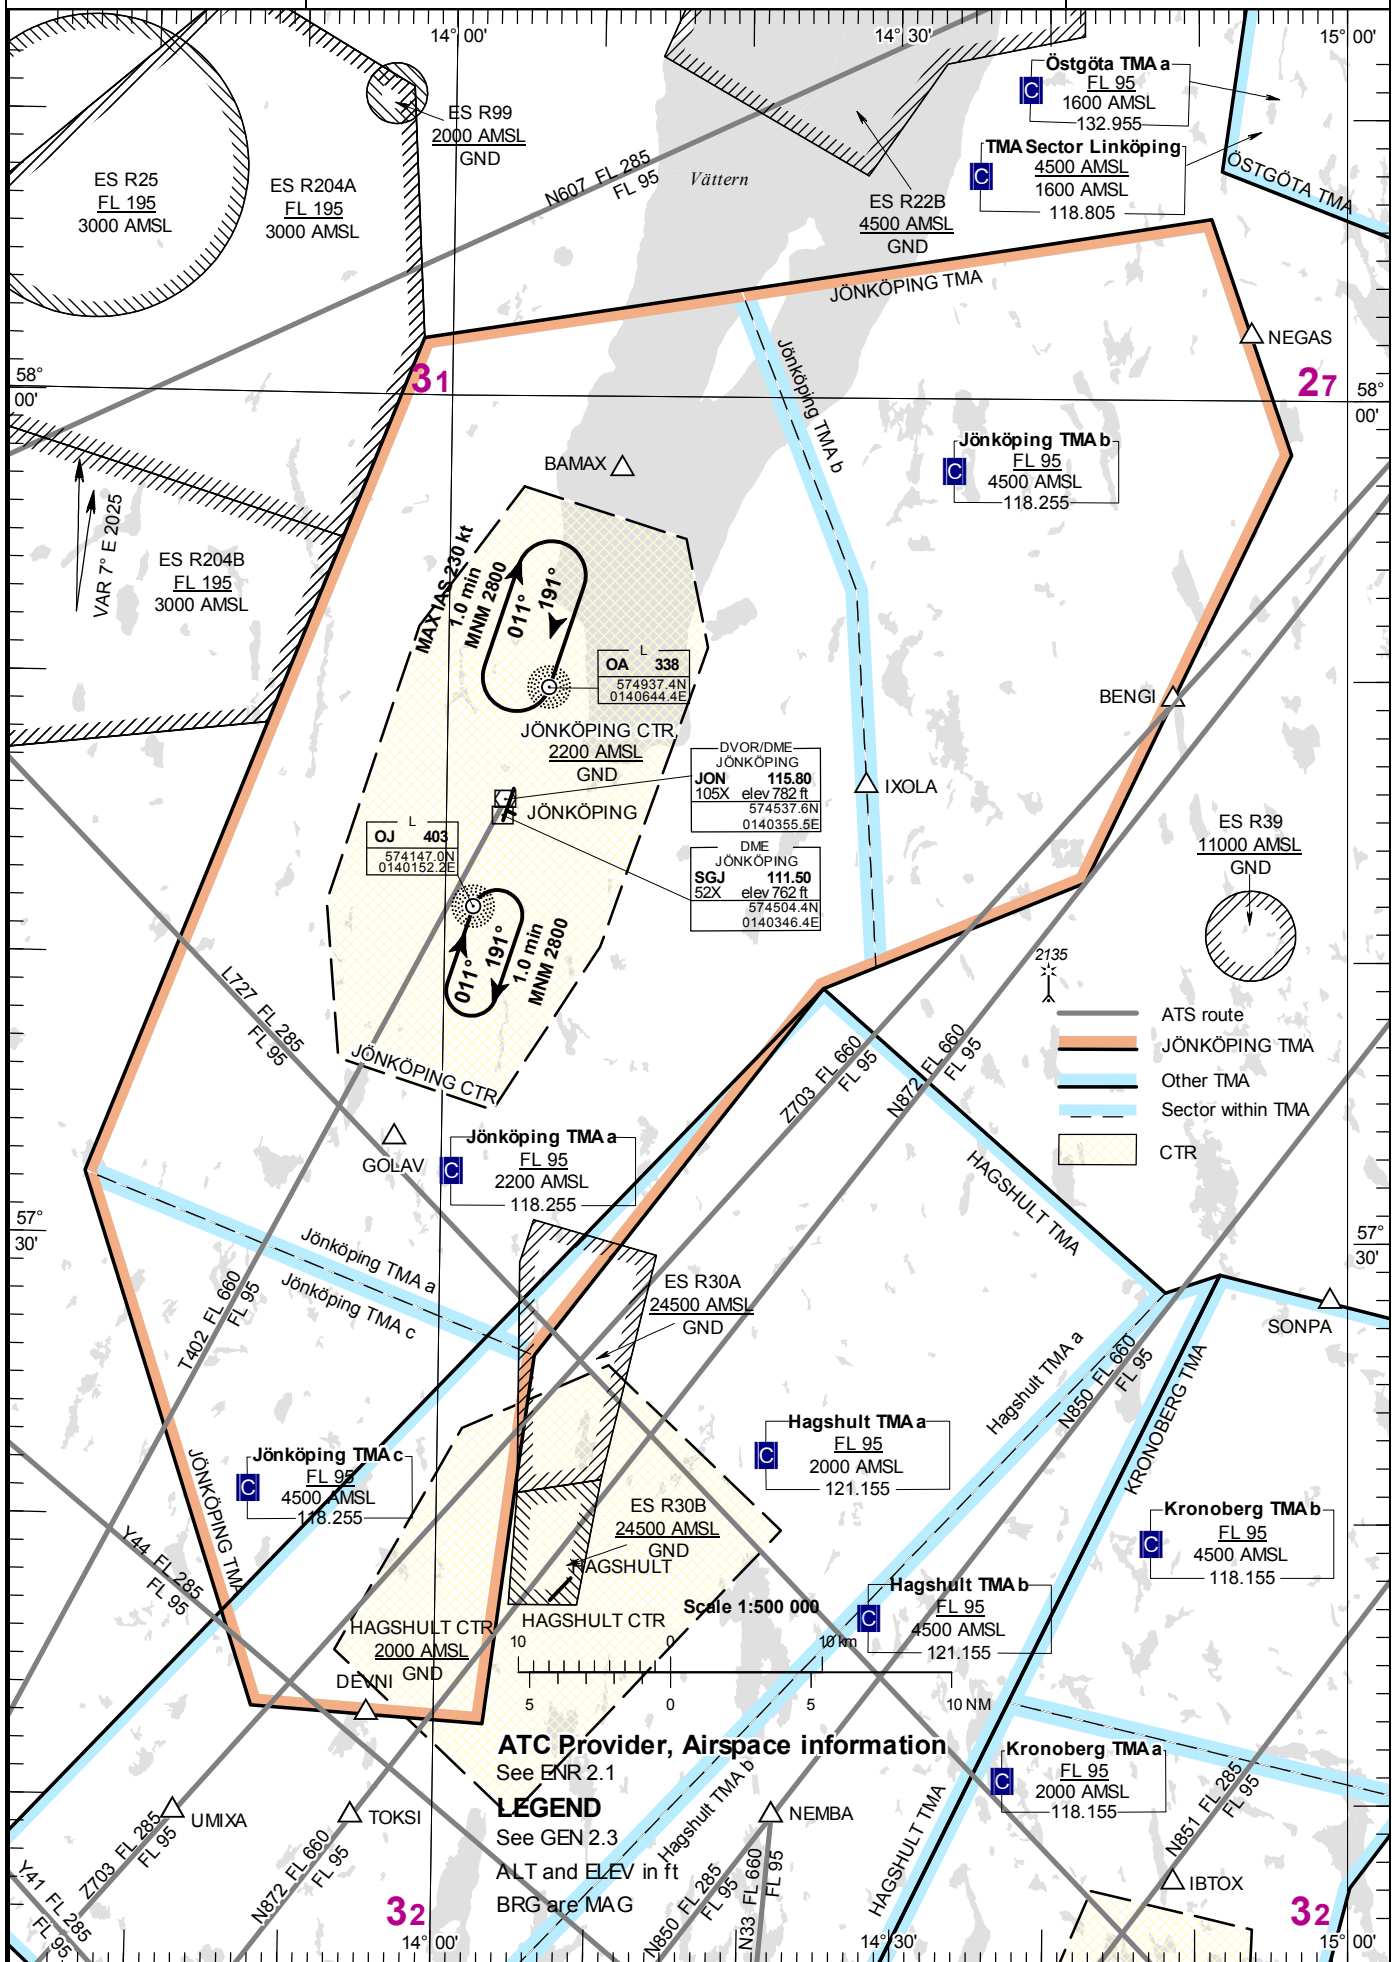 14° 00'
14° 30'
15° 00'
ES R99
2000 AMSL
GND
ES R25
FL 195
3000 AMSL
ES R204A
FL 195
3000 AMSL
N607 FL 285
FL 95
Vättern
ES R22B
4500 AMSL
GND
Östgöta TMA a
C
FL 95
1600 AMSL
132.955
TMA Sector Linköping
C
4500 AMSL
1600 AMSL
118.805
ÖSTGÖTA TMA
JÖNKÖPING TMA
NEGAS
58°
00'
31
27
58°
00'
Jönköping TMA b
Jönköping TMA b
C
FL 95
4500 AMSL
118.255
BAMAX
VAR 7° E 2025
ES R204B
FL 195
3000 AMSL
MAX IAS 230 kt
1.0 min
MNM 2800
011°
191°
L
OA 338
574937.4N
0140644.4E
JÖNKÖPING CTR
2200 AMSL
GND
BENGI
DVOR/DME
JÖNKÖPING
JON 115.80
105X elev 782 ft
574537.6N
0140355.5E
IXOLA
JÖNKÖPING
L
OJ 403
574147.0N
0140152.2E
DME
JÖNKÖPING
SGJ 111.50
52X elev 762 ft
574504.4N
0140346.4E
ES R39
11000 AMSL
GND
011°
191°
1.0 min
MNM 2800
2135
L727 FL 285
FL 95
JÖNKÖPING CTR
Z703 FL 660
FL 95
N872 FL 660
FL 95
ATS route
JÖNKÖPING TMA
Other TMA
Sector within TMA
CTR
GOLAV
Jönköping TMA a
C
FL 95
2200 AMSL
118.255
HAGSHULT TMA
57°
30'
57°
30'
Jönköping TMA a
Jönköping TMA c
T402 FL 660
FL 95
ES R30A
24500 AMSL
GND
SONPA
Hagshult TMA a
N850 FL 660
FL 95
KRONOBERG TMA
Hagshult TMA a
C
FL 95
2000 AMSL
121.155
JÖNKÖPING TMA
Jönköping TMA c
C
FL 95
4500 AMSL
118.255
ES R30B
24500 AMSL
GND
HAGSHULT
Kronoberg TMA b
C
FL 95
4500 AMSL
118.155
Y44 FL 285
FL 95
Hagshult TMA b
C
FL 95
4500 AMSL
121.155
Scale 1:500 000
HAGSHULT CTR
2000 AMSL
GND
HAGSHULT CTR
10 0 10 km
5 0 5 10 NM
DEVNI
ATC Provider, Airspace information
See ENR 2.1
LEGEND
See GEN 2.3
ALT and ELEV in ft
BRG are MAG
Kronoberg TMA a
C
FL 95
2000 AMSL
118.155
UMIXA
TOKSI
NEMBA
Hagshult TMA b
HAGSHULT TMA
N851 FL 285
FL 95
Z703 FL 285
FL 95
N872 FL 660
FL 95
Y41 FL 285
FL 95
N850 FL 285
FL 95
N33 FL 660
FL 95
IBTOX
32
32
14° 00'
14° 30'
15° 00'